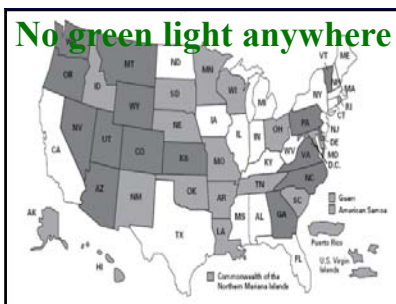 No green light anywhere
VT ME
MT ND MN
OR ID SD WI NY MA
WY MI RI
CT
NE IA PA NJ
NV UT CO IL IN OH DE
WV MD
CA KS MO KY VA D.C.
TN NC
AZ NM OK AR SC
MS AL GA
TX LA
FL
AK
HI
Guam
American Samoa
Puerto Rico
U.S. Virgin
Islands
Commonwealth of the
Northern Mariana Islands